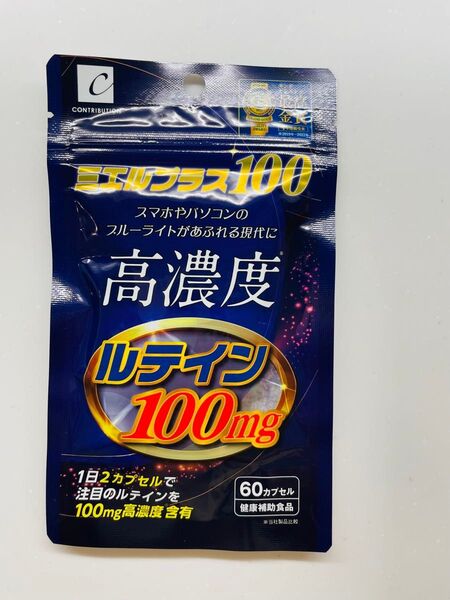 C
CONTRIBUTION
ミエルプラス100
スマホやパソコンの
ブルーライトがあふれる現代に
高濃度※
ルテイン
100mg
1日2カプセルで
注目のルテインを
100mg高濃度含有
60カプセル
健康補助食品
※当社製品比較